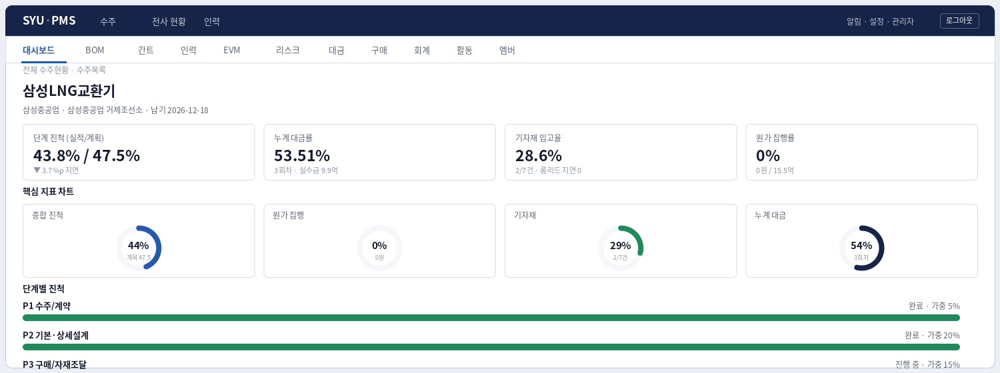 SYU·PMS 수주 전사 현황 인력 알림 · 설정 · 관리자 로그아웃
대시보드 BOM 간트 인력 EVM 리스크 대금 구매 회계 활동 멤버
전체 수주현황 · 수주목록
삼성LNG교환기
삼성중공업 · 삼성중공업 거제조선소 · 납기 2026-12-18
단계 진척 (실적/계획) 누계 대금률 기자재 입고율 원가 집행률
43.8% / 47.5% 53.51% 28.6% 0%
▼ 3.7%p 지연 3회차 · 실수금 9.9억 2/7건 · 롱리드 지연 0 0원 / 15.5억
핵심 지표 차트
종합 진척 원가 집행 기자재 누계 대금
44% 0% 29% 54%
계획 47.5 0원 2/7건 3회차
단계별 진척
P1 수주/계약 완료 · 가중 5%
P2 기본·상세설계 완료 · 가중 20%
P3 구매/자재조달 진행 중 · 가중 15%